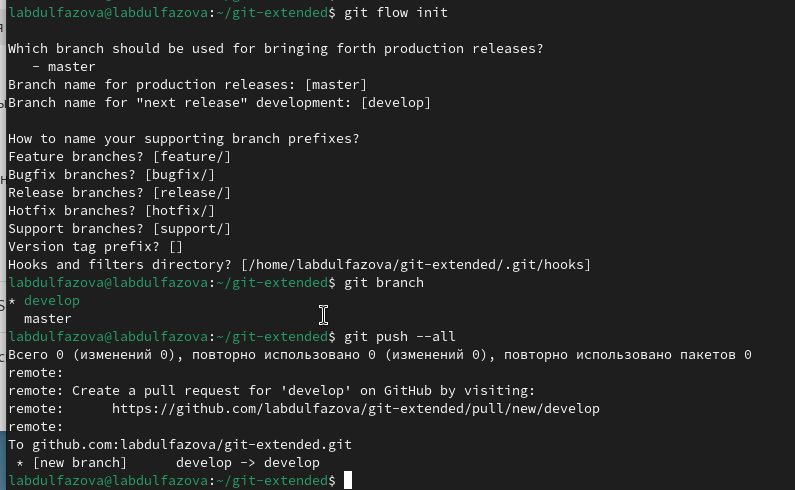 labdulfazova@labdulfazova:~/git-extended$ git flow init

Which branch should be used for bringing forth production releases?
   - master
Branch name for production releases: [master]
Branch name for "next release" development: [develop]

How to name your supporting branch prefixes?
Feature branches? [feature/]
Bugfix branches? [bugfix/]
Release branches? [release/]
Hotfix branches? [hotfix/]
Support branches? [support/]
Version tag prefix? []
Hooks and filters directory? [/home/labdulfazova/git-extended/.git/hooks]
labdulfazova@labdulfazova:~/git-extended$ git branch
* develop
  master
labdulfazova@labdulfazova:~/git-extended$ git push --all
Всего 0 (изменений 0), повторно использовано 0 (изменений 0), повторно использовано пакетов 0
remote:
remote: Create a pull request for 'develop' on GitHub by visiting:
remote:      https://github.com/labdulfazova/git-extended/pull/new/develop
remote:
To github.com:labdulfazova/git-extended.git
 * [new branch]      develop -> develop
labdulfazova@labdulfazova:~/git-extended$